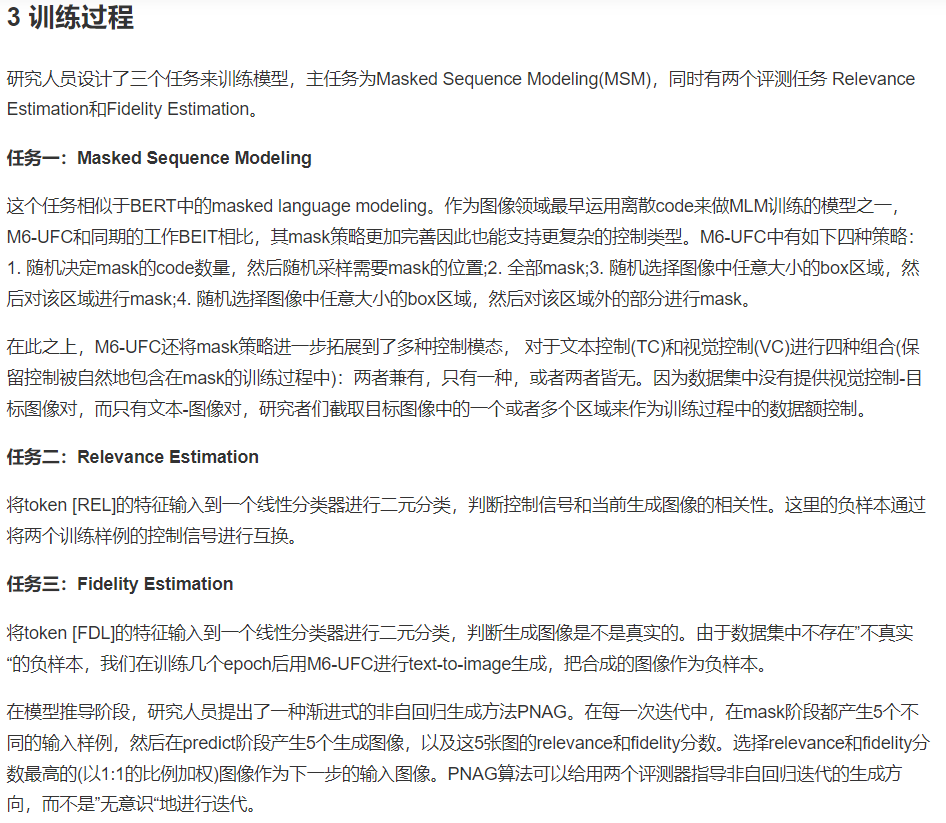 3 训练过程
研究人员设计了三个任务来训练模型，主任务为Masked Sequence Modeling(MSM)，同时有两个评测任务 Relevance
Estimation和Fidelity Estimation。
任务一：Masked Sequence Modeling
这个任务相似于BERT中的masked language modeling。作为图像领域最早运用离散code来做MLM训练的模型之一，
M6-UFC和同期的工作BEIT相比，其mask策略更加完善因此也能支持更复杂的控制类型。M6-UFC中有如下四种策略：
1. 随机决定mask的code数量，然后随机采样需要mask的位置;2. 全部mask;3. 随机选择图像中任意大小的box区域，然
后对该区域进行mask;4. 随机选择图像中任意大小的box区域，然后对该区域外的部分进行mask。
在此之上，M6-UFC还将mask策略进一步拓展到了多种控制模态， 对于文本控制(TC)和视觉控制(VC)进行四种组合(保
留控制被自然地包含在mask的训练过程中)：两者兼有，只有一种，或者两者皆无。因为数据集中没有提供视觉控制-目
标图像对，而只有文本-图像对，研究者们截取目标图像中的一个或者多个区域来作为训练过程中的数据额控制。
任务二：Relevance Estimation
将token [REL]的特征输入到一个线性分类器进行二元分类，判断控制信号和当前生成图像的相关性。这里的负样本通过
将两个训练样例的控制信号进行互换。
任务三：Fidelity Estimation
将token [FDL]的特征输入到一个线性分类器进行二元分类，判断生成图像是不是真实的。由于数据集中不存在”不真实
“的负样本，我们在训练几个epoch后用M6-UFC进行text-to-image生成，把合成的图像作为负样本。
在模型推导阶段，研究人员提出了一种渐进式的非自回归生成方法PNAG。在每一次迭代中，在mask阶段都产生5个不
同的输入样例，然后在predict阶段产生5个生成图像，以及这5张图的relevance和fidelity分数。选择relevance和fidelity分
数最高的(以1:1的比例加权)图像作为下一步的输入图像。PNAG算法可以给用两个评测器指导非自回归迭代的生成方
向，而不是”无意识“地进行迭代。